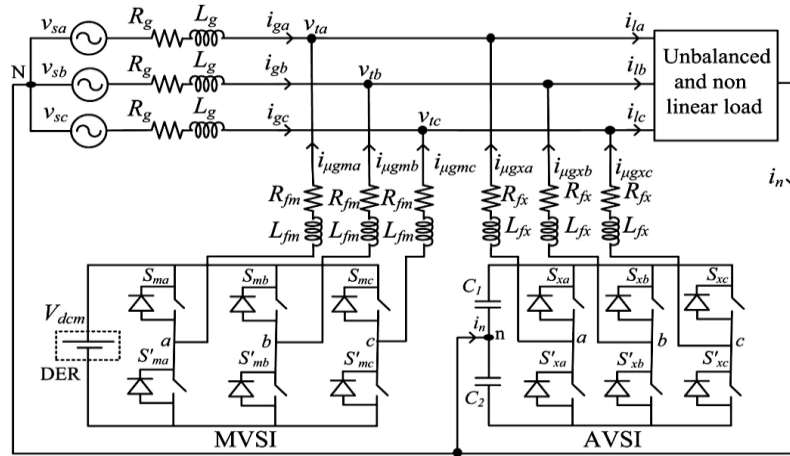 v_sa R_g L_g i_ga v_ta i_la
N v_sb R_g L_g i_gb v_tb i_lb
v_sc R_g L_g i_gc v_tc i_lc
Unbalanced
and non
linear load
i_μgma i_μgmb i_μgmc i_μgxa i_μgxb i_μgxc i_n
R_fm R_fm R_fm R_fx R_fx R_fx
L_fm L_fm L_fm L_fx L_fx L_fx
S_ma S_mb S_mc C_1 S_xa S_xb S_xc
V_dcm a b c i_n n a b c
DER S'_ma S'_mb S'_mc C_2 S'_xa S'_xb S'_xc
MVSI AVSI